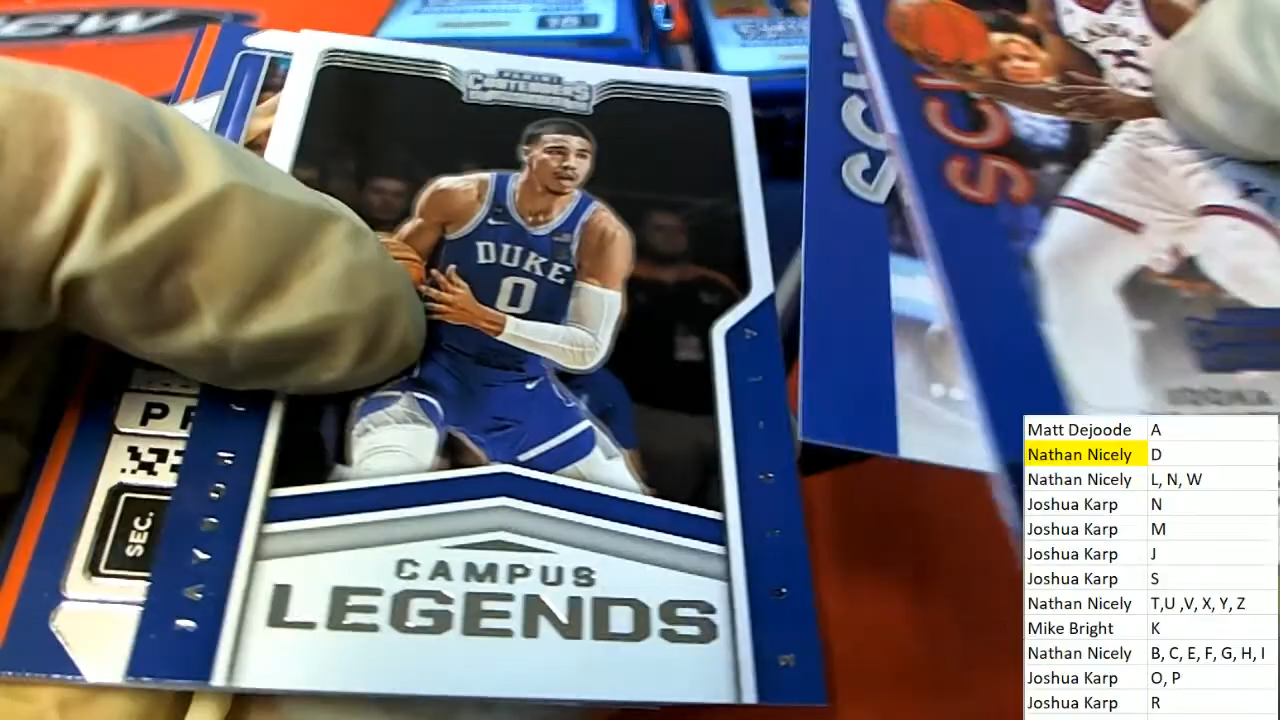 PANINI
CONTENDERS
DUKE
0
CAMPUS
LEGENDS
SEC.
Matt Dejoode A
Nathan Nicely D
Nathan Nicely L, N, W
Joshua Karp N
Joshua Karp M
Joshua Karp J
Joshua Karp S
Nathan Nicely T,U ,V, X, Y, Z
Mike Bright K
Nathan Nicely B, C, E, F, G, H, I
Joshua Karp O, P
Joshua Karp R